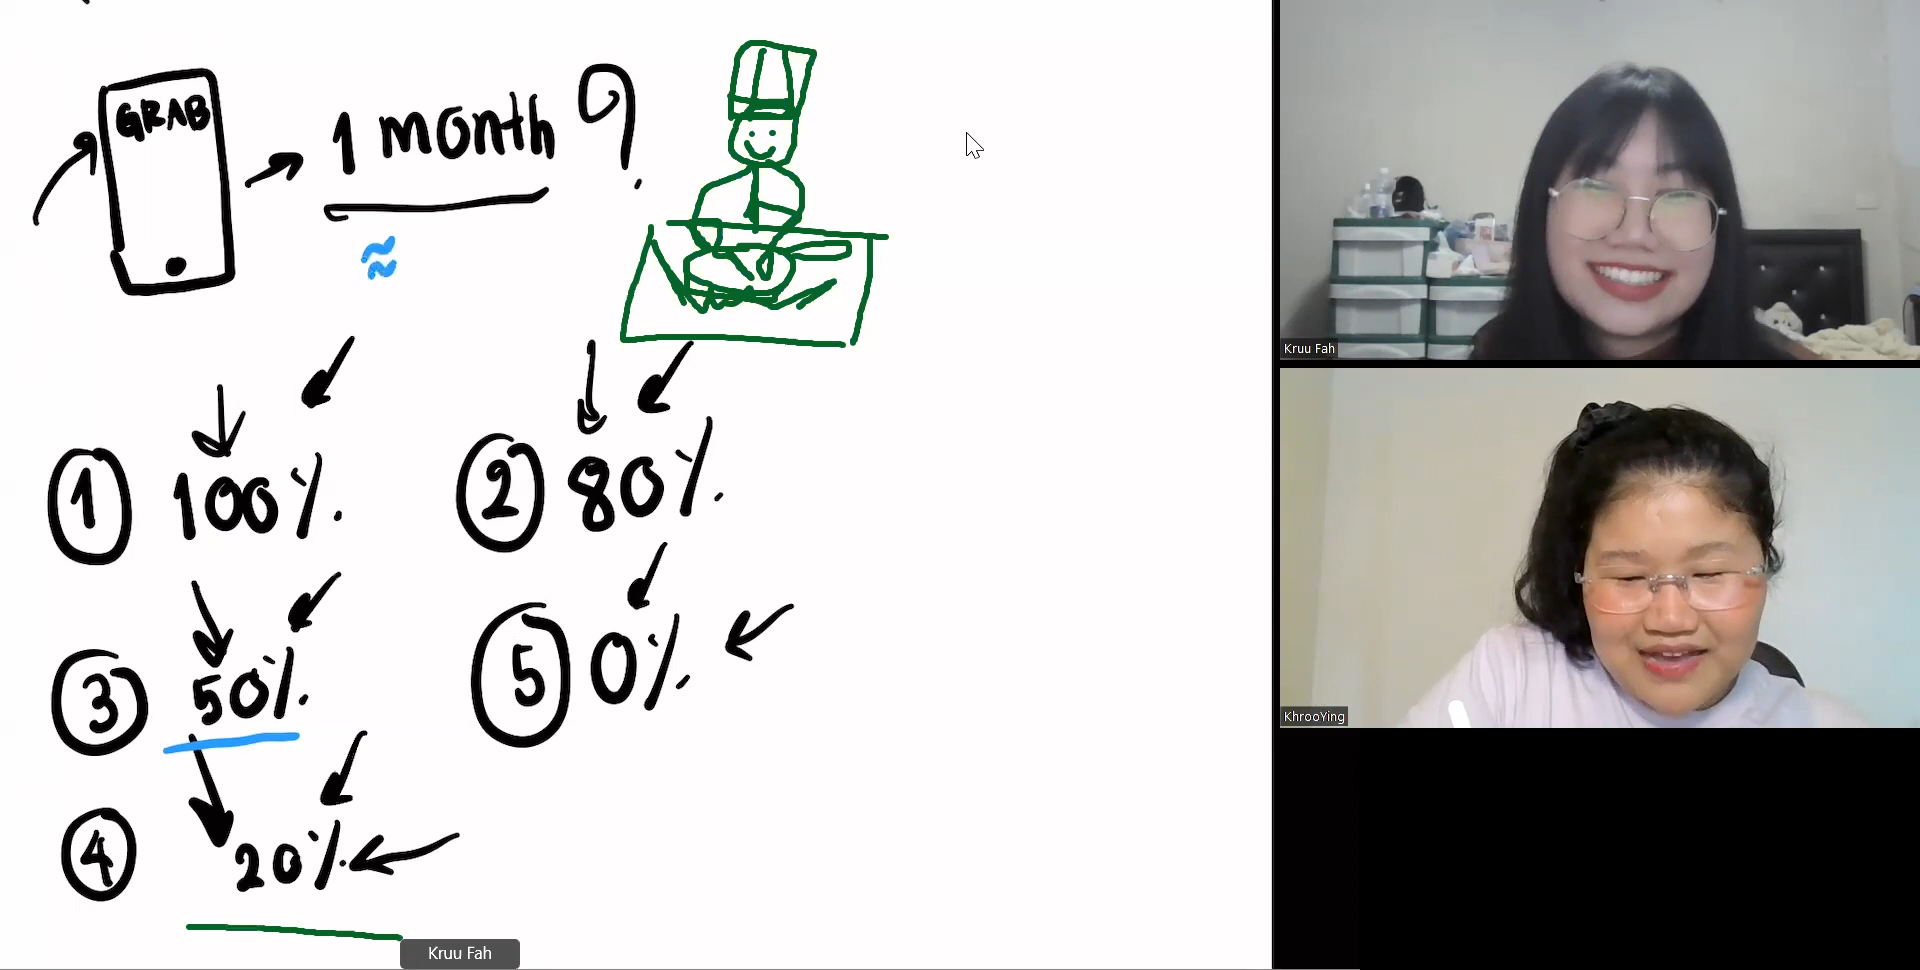 GRAB
1 month ?
≈
1 100%.
2 80%.
3 50%.
5 0%.
4 20%.
Kruu Fah
Kruu Fah
KhrooYing